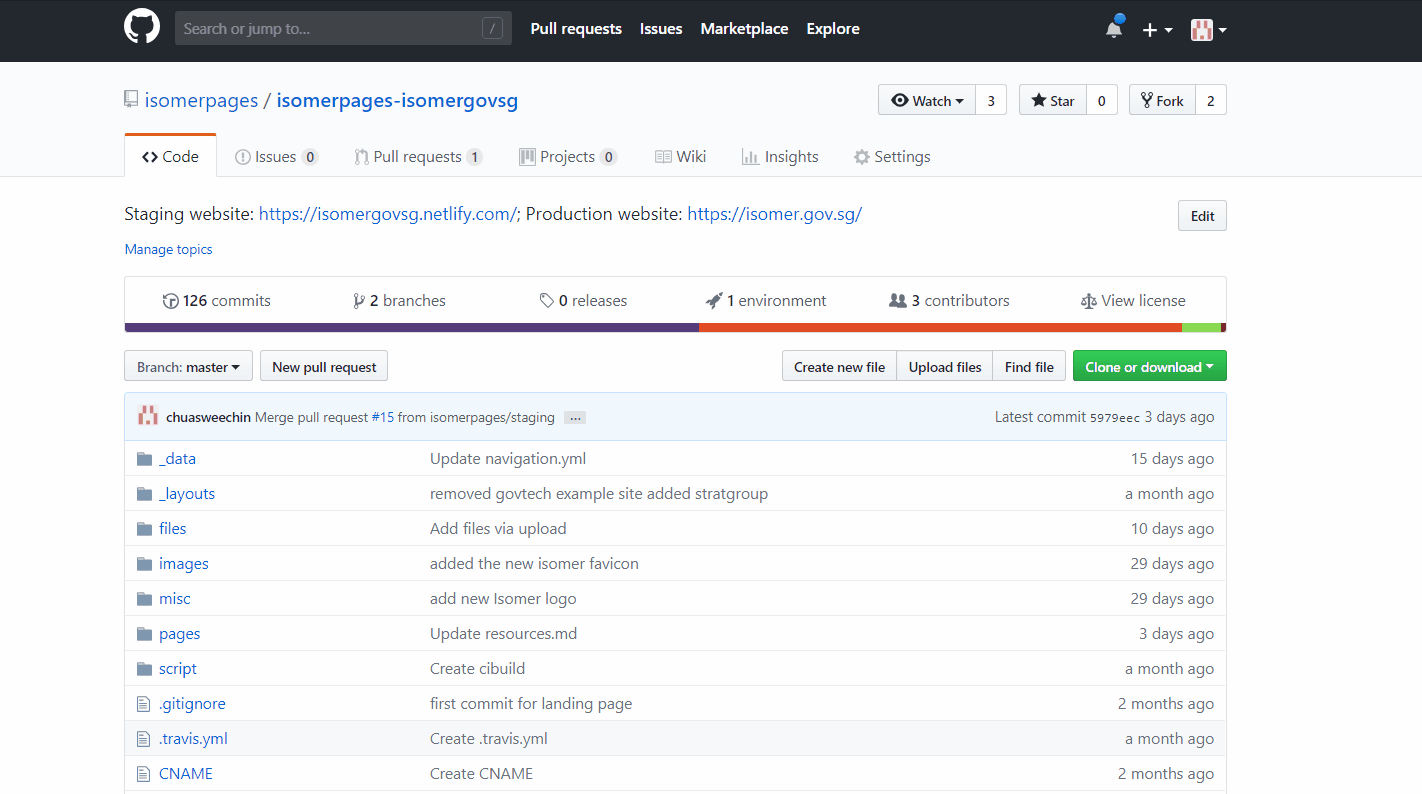 Search or jump to... / Pull requests Issues Marketplace Explore
isomerpages / isomerpages-isomergovsg Watch 3 Star 0 Fork 2
Code Issues 0 Pull requests 1 Projects 0 Wiki Insights Settings
Staging website: https://isomergovsg.netlify.com/; Production website: https://isomer.gov.sg/ Edit
Manage topics
126 commits 2 branches 0 releases 1 environment 3 contributors View license
Branch: master New pull request Create new file Upload files Find file Clone or download
chuasweechin Merge pull request #15 from isomerpages/staging ... Latest commit 5979eec 3 days ago
_data Update navigation.yml 15 days ago
_layouts removed govtech example site added stratgroup a month ago
files Add files via upload 10 days ago
images added the new isomer favicon 29 days ago
misc add new Isomer logo 29 days ago
pages Update resources.md 3 days ago
script Create cibuild a month ago
.gitignore first commit for landing page 2 months ago
.travis.yml Create .travis.yml a month ago
CNAME Create CNAME 2 months ago